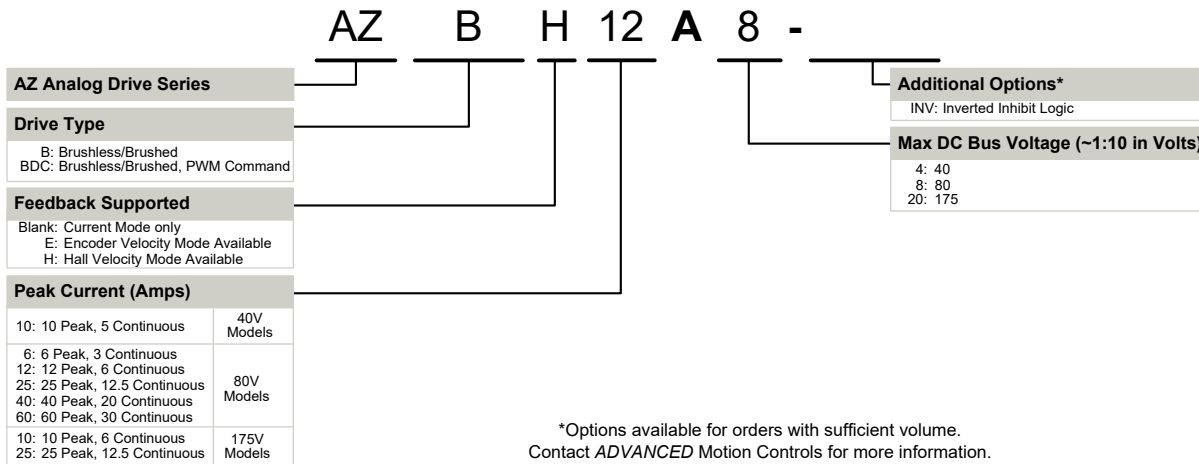 AZ B H 12 A 8 -
AZ Analog Drive Series
Drive Type
B: Brushless/Brushed
BDC: Brushless/Brushed, PWM Command
Feedback Supported
Blank: Current Mode only
E: Encoder Velocity Mode Available
H: Hall Velocity Mode Available
Peak Current (Amps)
10: 10 Peak, 5 Continuous
40V
Models
6: 6 Peak, 3 Continuous
12: 12 Peak, 6 Continuous
25: 25 Peak, 12.5 Continuous
40: 40 Peak, 20 Continuous
60: 60 Peak, 30 Continuous
80V
Models
10: 10 Peak, 6 Continuous
25: 25 Peak, 12.5 Continuous
175V
Models
Additional Options*
INV: Inverted Inhibit Logic
Max DC Bus Voltage (~1:10 in Volts)
4: 40
8: 80
20: 175
*Options available for orders with sufficient volume.
Contact ADVANCED Motion Controls for more information.